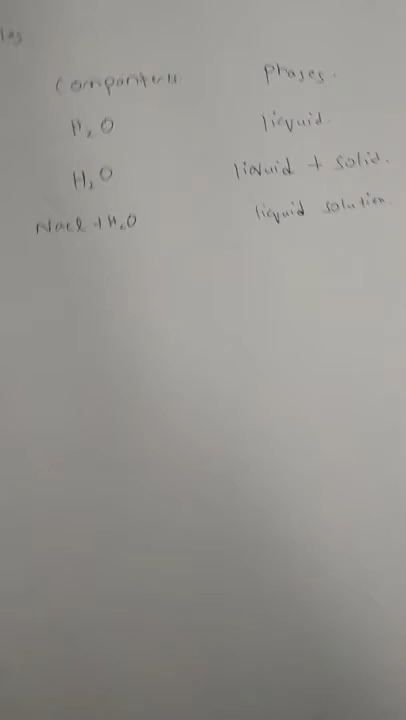 components phases.
H₂O liquid.
H₂O liquid + solid.
NaCl + H₂O liquid solution.